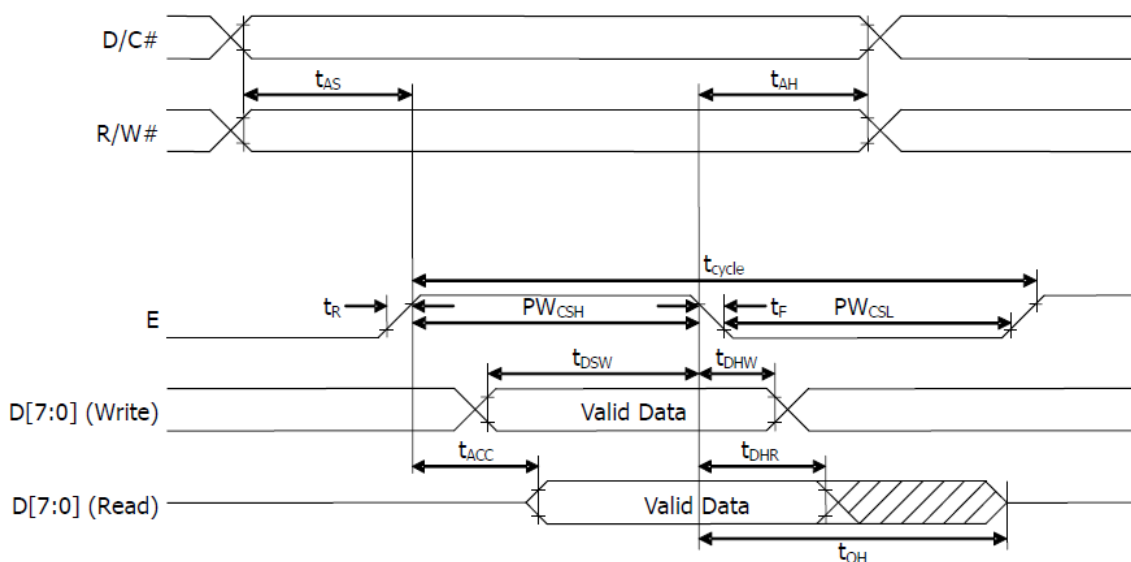 D/C#
tAS
tAH
R/W#
tcycle
tR
PWCSH
tF
PWCSL
E
tDSW
tDHW
D[7:0] (Write)
Valid Data
tACC
tDHR
D[7:0] (Read)
Valid Data
tOH